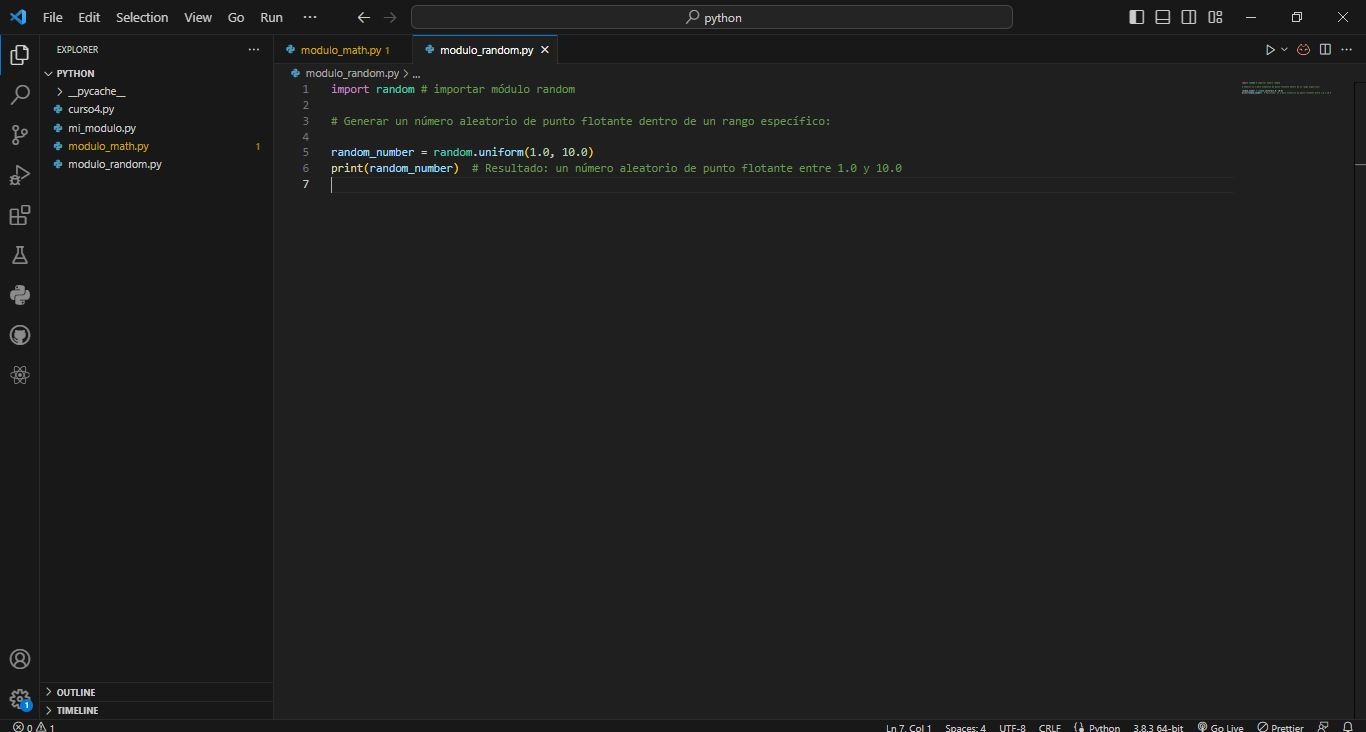 File Edit Selection View Go Run ··· python
EXPLORER ···
PYTHON
__pycache__
curso4.py
mi_modulo.py
modulo_math.py 1
modulo_random.py
OUTLINE
TIMELINE
modulo_math.py 1 modulo_random.py
modulo_random.py > ...
1 import random # importar módulo random
2
3 # Generar un número aleatorio de punto flotante dentro de un rango específico:
4
5 random_number = random.uniform(1.0, 10.0)
6 print(random_number) # Resultado: un número aleatorio de punto flotante entre 1.0 y 10.0
7
1
0 1 Ln 7, Col 1 Spaces: 4 UTF-8 CRLF Python 3.8.3 64-bit Go Live Prettier